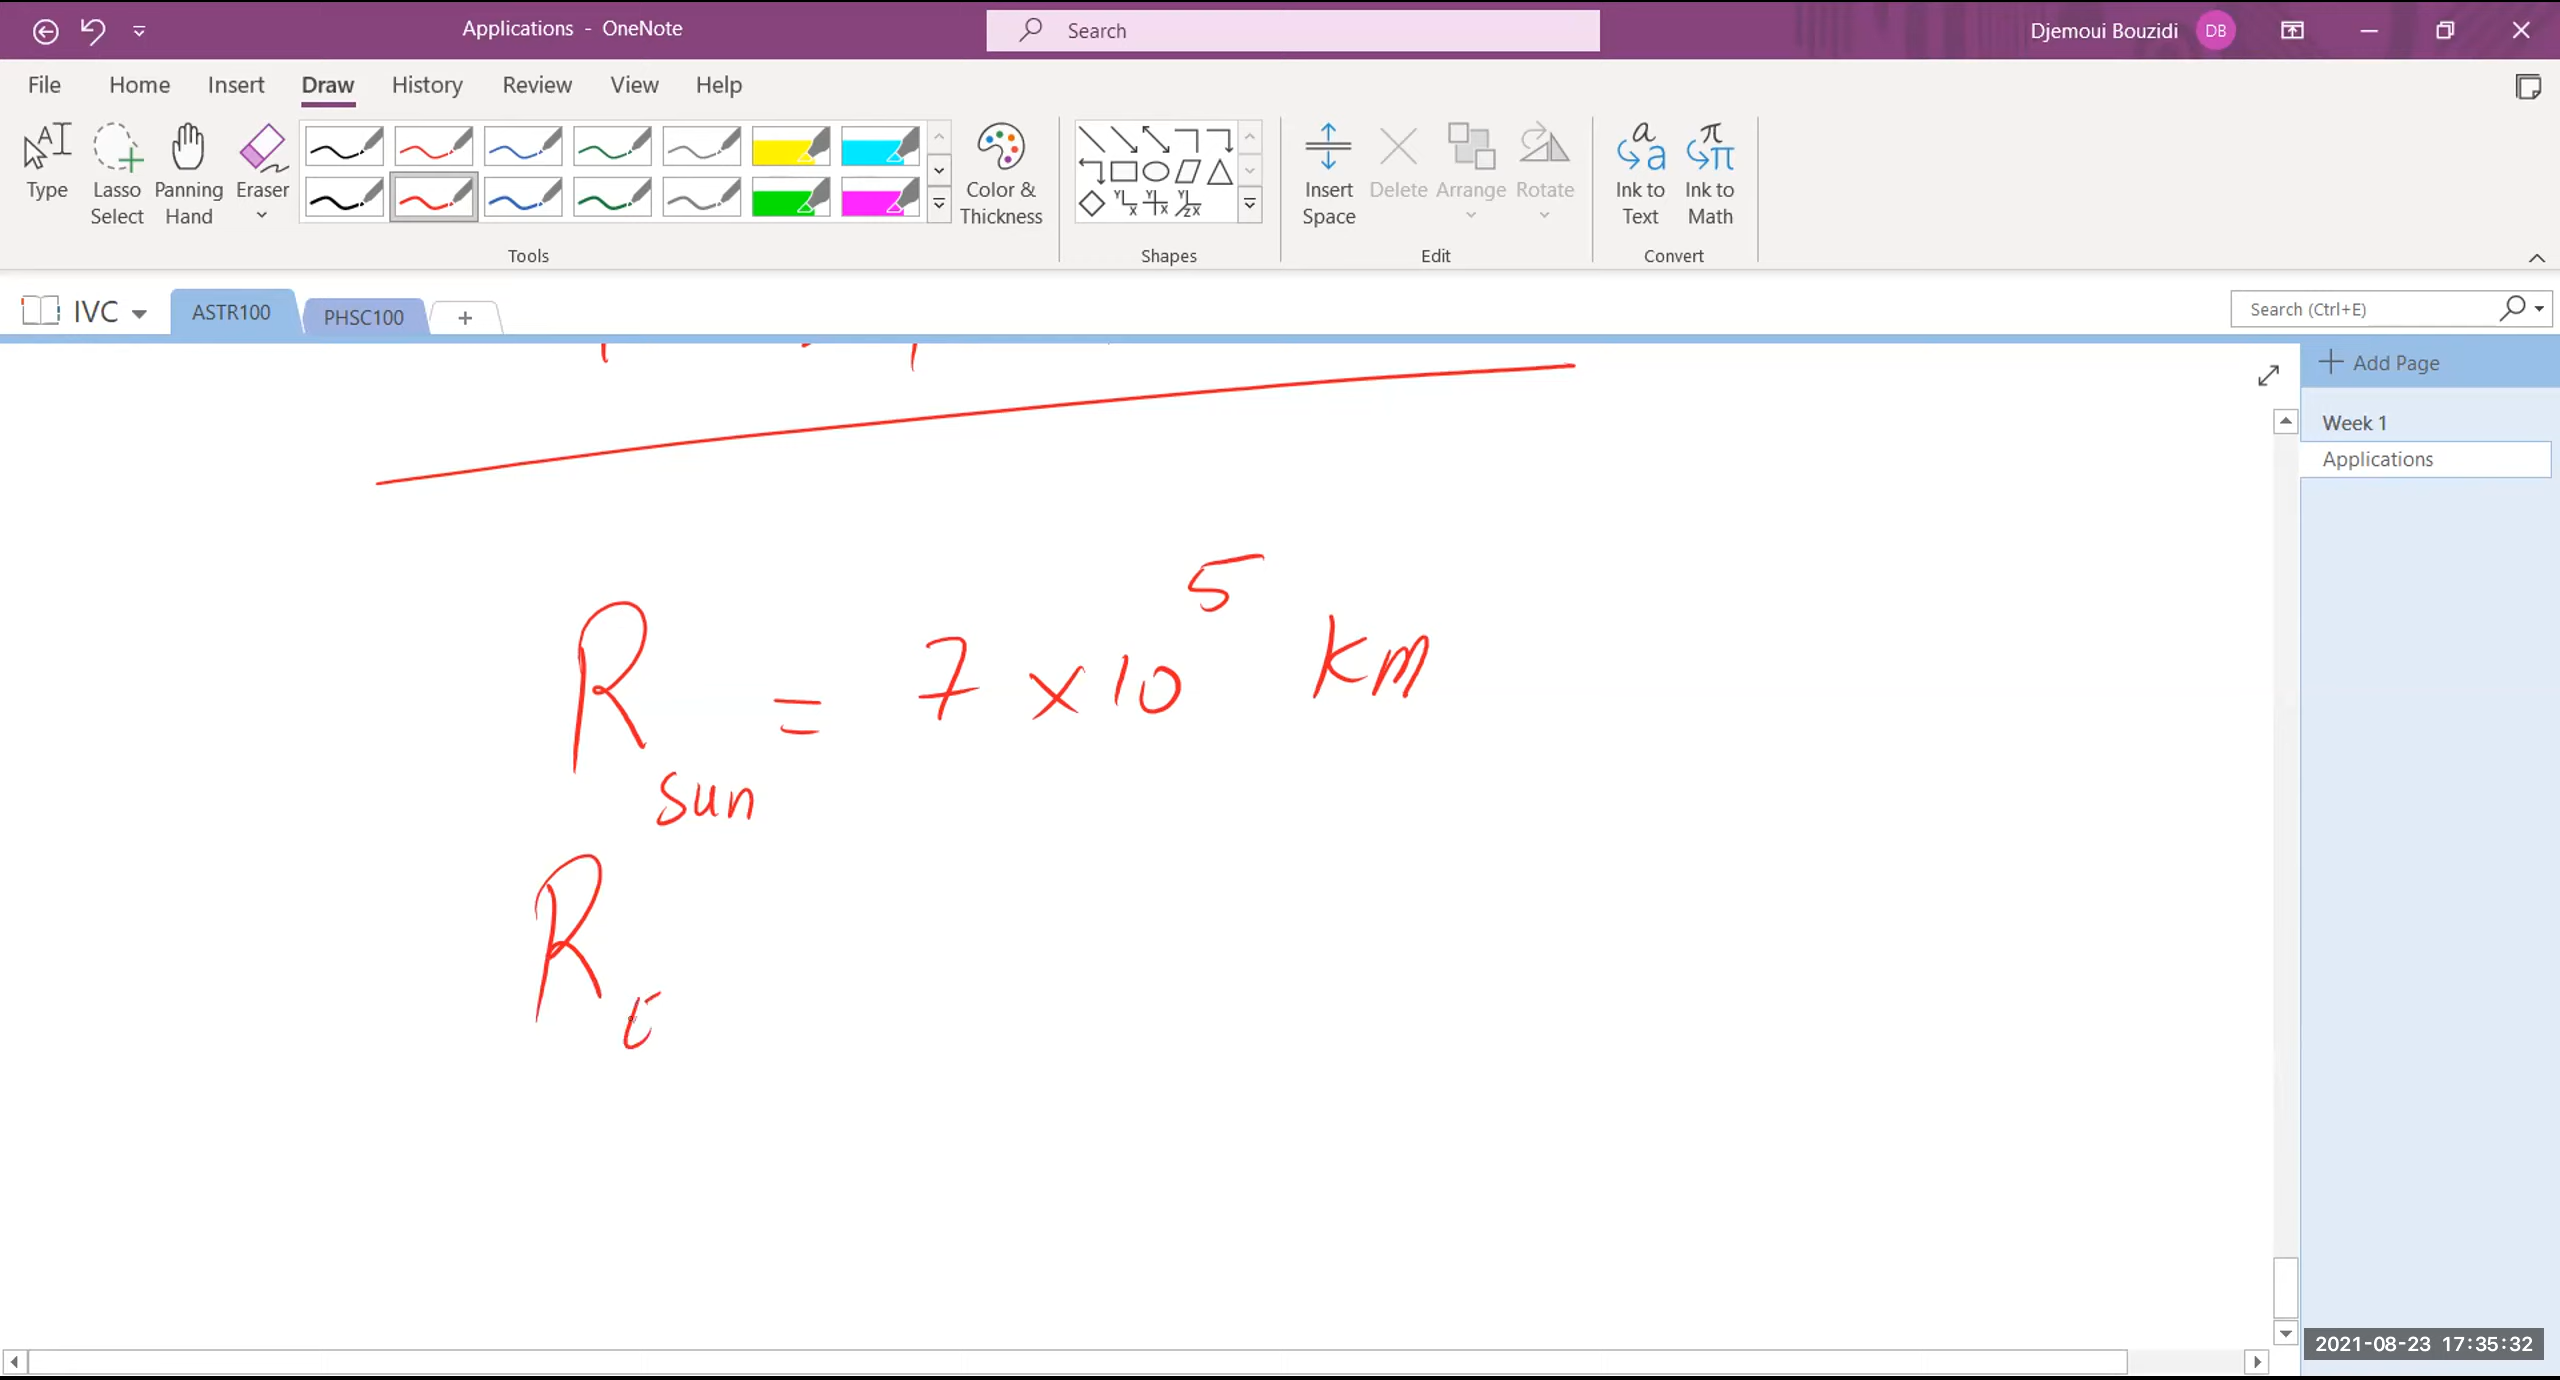 Applications - OneNote
Search
Djemoui Bouzidi DB
File Home Insert Draw History Review View Help
Type
Lasso Select
Panning Hand
Eraser
Color & Thickness
Insert Space
Delete
Arrange
Rotate
Ink to Text
Ink to Math
Tools
Shapes
Edit
Convert
IVC
ASTR100
PHSC100
Search (Ctrl+E)
Add Page
Week 1
Applications
R sun = 7 × 10^5 km
R
2021-08-23 17:35:32